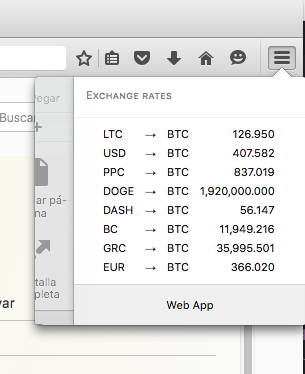 EXCHANGE RATES
egar
Buscar
LTC → BTC 126.950
USD → BTC 407.582
PPC → BTC 837.019
DOGE → BTC 1,920,000.000
DASH → BTC 56.147
ar pá-
na
BC → BTC 11,949.216
GRC → BTC 35,995.501
EUR → BTC 366.020
talla
pleta
var
Web App